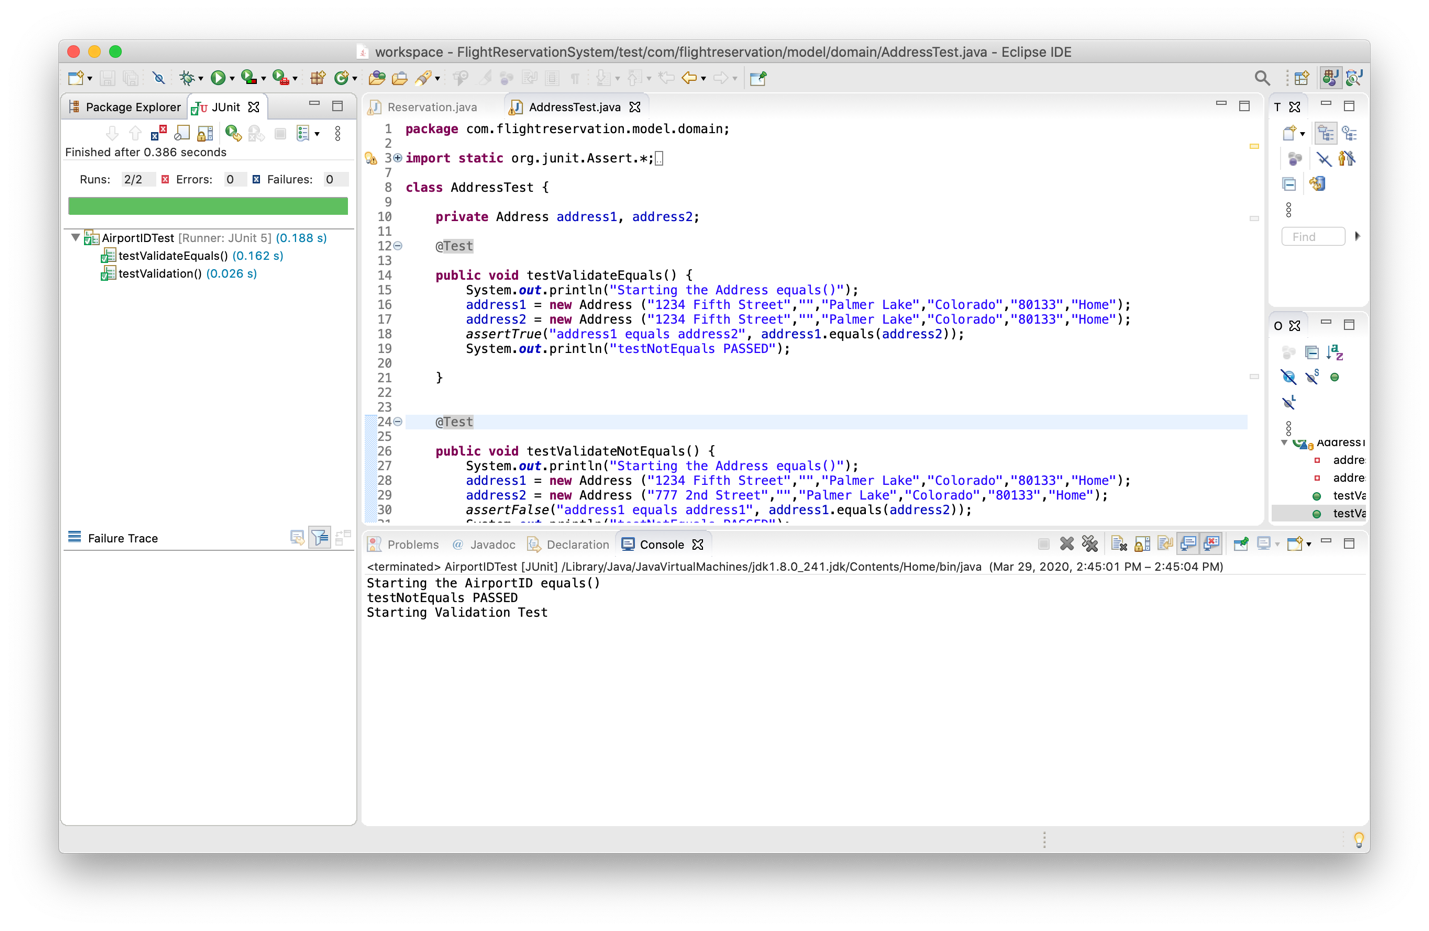 workspace - FlightReservationSystem/test/com/flightreservation/model/domain/AddressTest.java - Eclipse IDE
Package Explorer
JUnit
Finished after 0.386 seconds
Runs: 2/2 Errors: 0 Failures: 0
AirportIDTest [Runner: JUnit 5] (0.188 s)
testValidateEquals() (0.162 s)
testValidation() (0.026 s)
Failure Trace
Reservation.java
AddressTest.java
1 package com.flightreservation.model.domain;
2
3 import static org.junit.Assert.*;
7
8 class AddressTest {
9
10 private Address address1, address2;
11
12 @Test
13
14 public void testValidateEquals() {
15 System.out.println("Starting the Address equals()");
16 address1 = new Address ("1234 Fifth Street","","Palmer Lake","Colorado","80133","Home");
17 address2 = new Address ("1234 Fifth Street","","Palmer Lake","Colorado","80133","Home");
18 assertTrue("address1 equals address2", address1.equals(address2));
19 System.out.println("testNotEquals PASSED");
20
21 }
22
23
24 @Test
25
26 public void testValidateNotEquals() {
27 System.out.println("Starting the Address equals()");
28 address1 = new Address ("1234 Fifth Street","","Palmer Lake","Colorado","80133","Home");
29 address2 = new Address ("777 2nd Street","","Palmer Lake","Colorado","80133","Home");
30 assertFalse("address1 equals address1", address1.equals(address2));
31 System.out.println("testNotEquals PASSED");
T
Find
O
AddressT
addre
addre
testVa
testVa
Problems
@ Javadoc
Declaration
Console
<terminated> AirportIDTest [JUnit] /Library/Java/JavaVirtualMachines/jdk1.8.0_241.jdk/Contents/Home/bin/java (Mar 29, 2020, 2:45:01 PM – 2:45:04 PM)
Starting the AirportID equals()
testNotEquals PASSED
Starting Validation Test